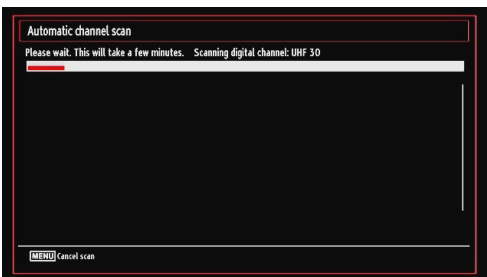 Automatic channel scan
Please wait. This will take a few minutes. Scanning digital channel: UHF 30
MENU Cancel scan